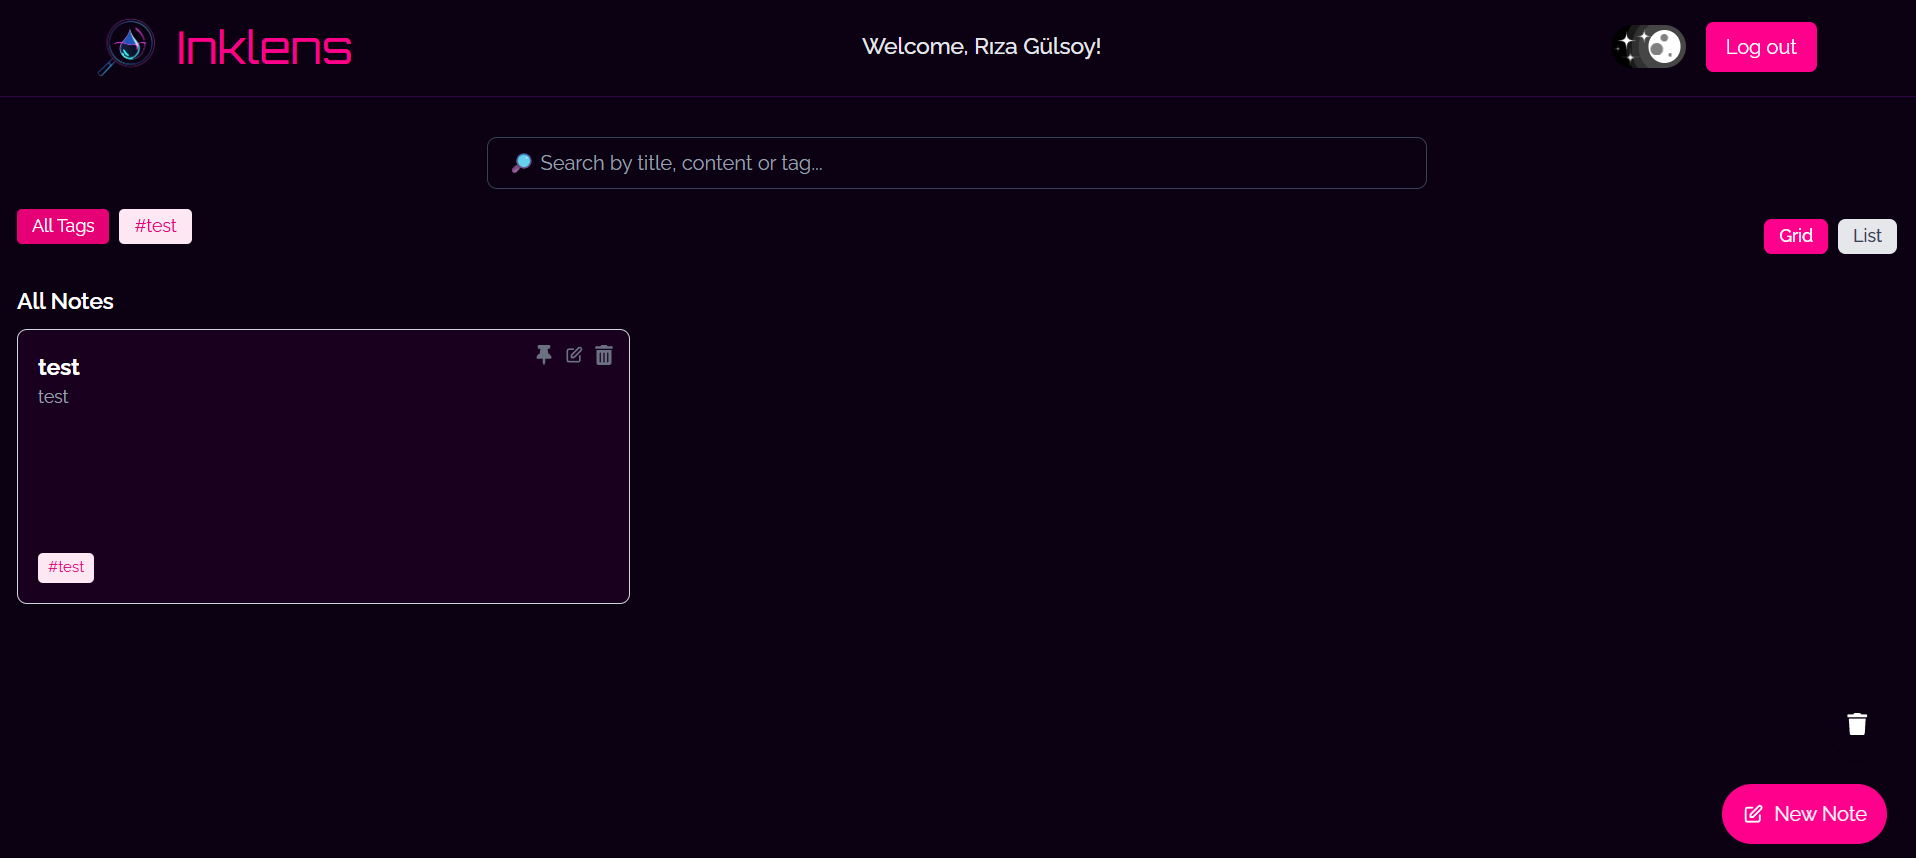 Inklens
Welcome, Rıza Gülsoy!
Log out
Search by title, content or tag...
All Tags
#test
Grid
List
All Notes
test
test
#test
New Note